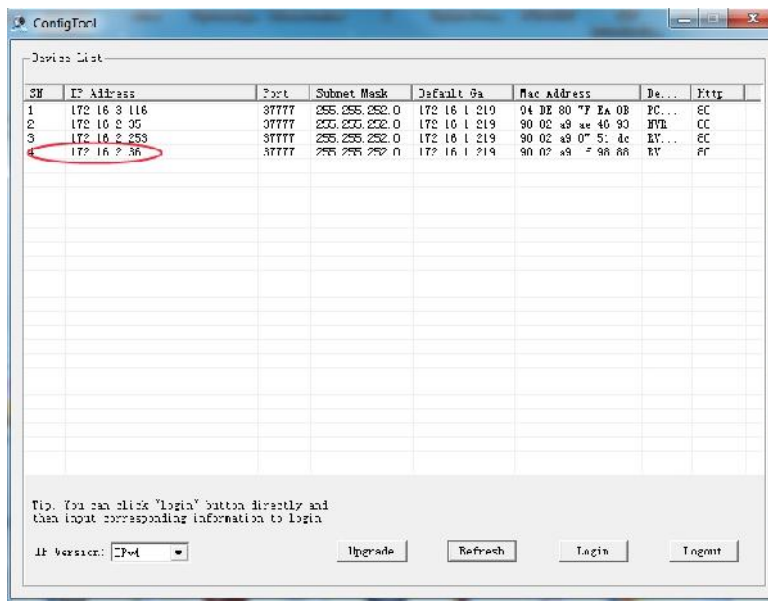 ConfigTool
Device List
SN IP Address Port Subnet Mask Default Ga Mac Address De... Http
1 172 16 3 116 37777 255.255.252.0 172 16 1 219 PC... 80
2 172 16 2 37777 255.255.252.0 172 16 1 219 NVR
3 172 16 2 253 37777 255.255.252.0 172 16 1 219 80
4 172 16 2 36 37777 255 255 252 0 172 16 1 219 80
Tip. You can click "login" button directly and
then input corresponding information to login
IP Version: IPv4 Upgrade Refresh Login Logout